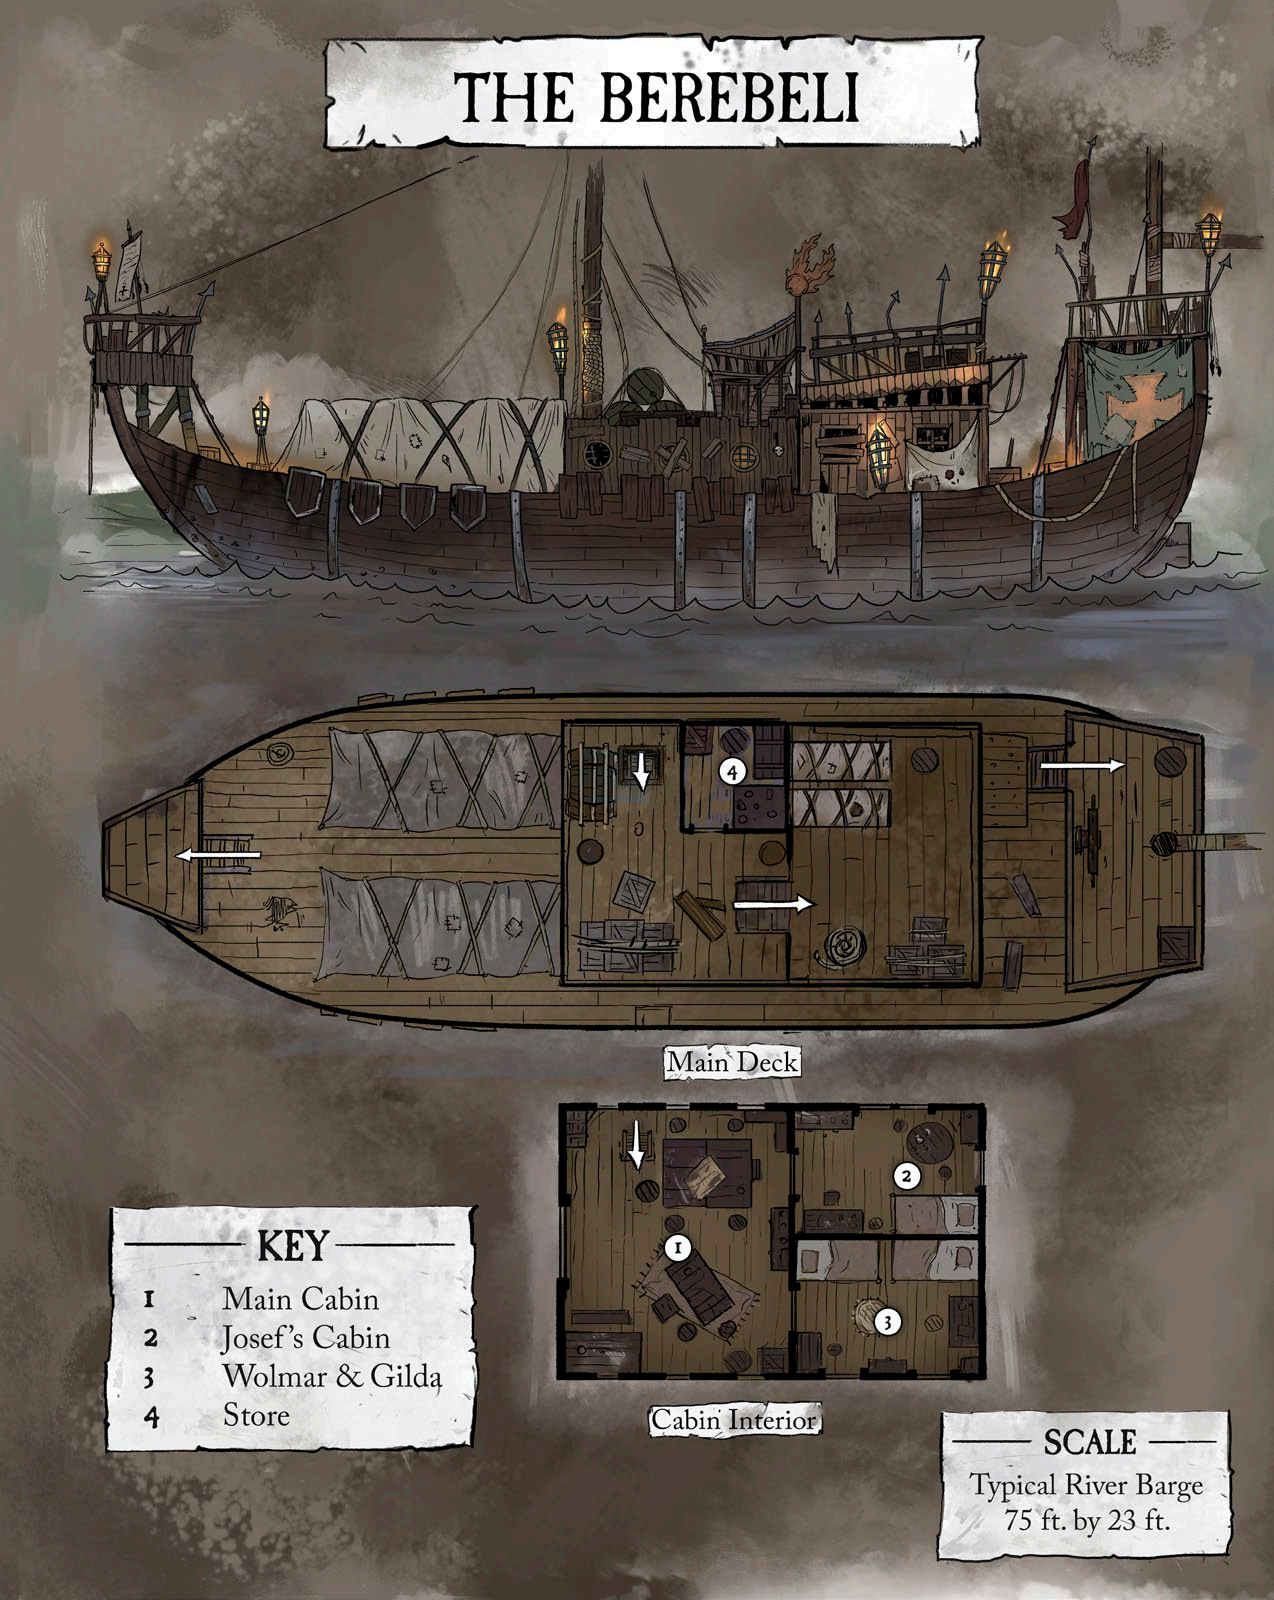 THE BEREBELI
4
Main Deck
1
2
3
KEY
1 Main Cabin
2 Josef's Cabin
3 Wolmar & Gilda
4 Store
Cabin Interior
SCALE
Typical River Barge
75 ft. by 23 ft.